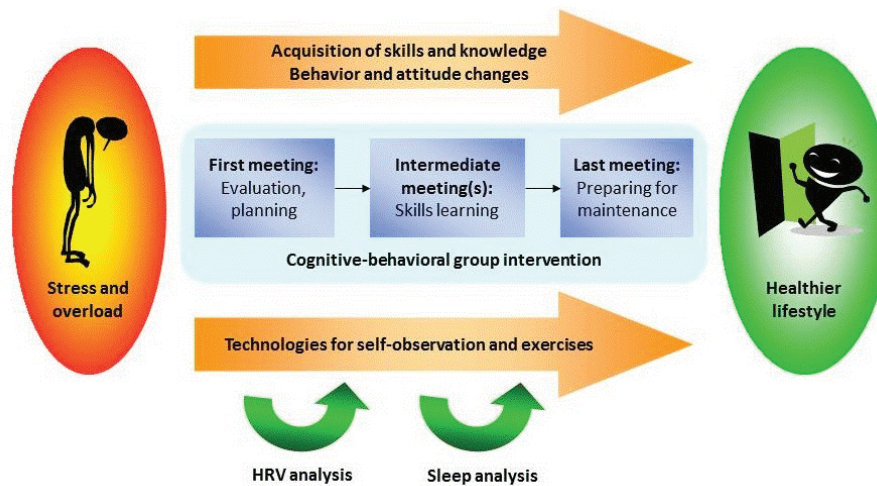 Acquisition of skills and knowledge
Behavior and attitude changes
First meeting:
Evaluation,
planning
Intermediate
meeting(s):
Skills learning
Last meeting:
Preparing for
maintenance
Cognitive-behavioral group intervention
Stress and
overload
Healthier
lifestyle
Technologies for self-observation and exercises
HRV analysis
Sleep analysis